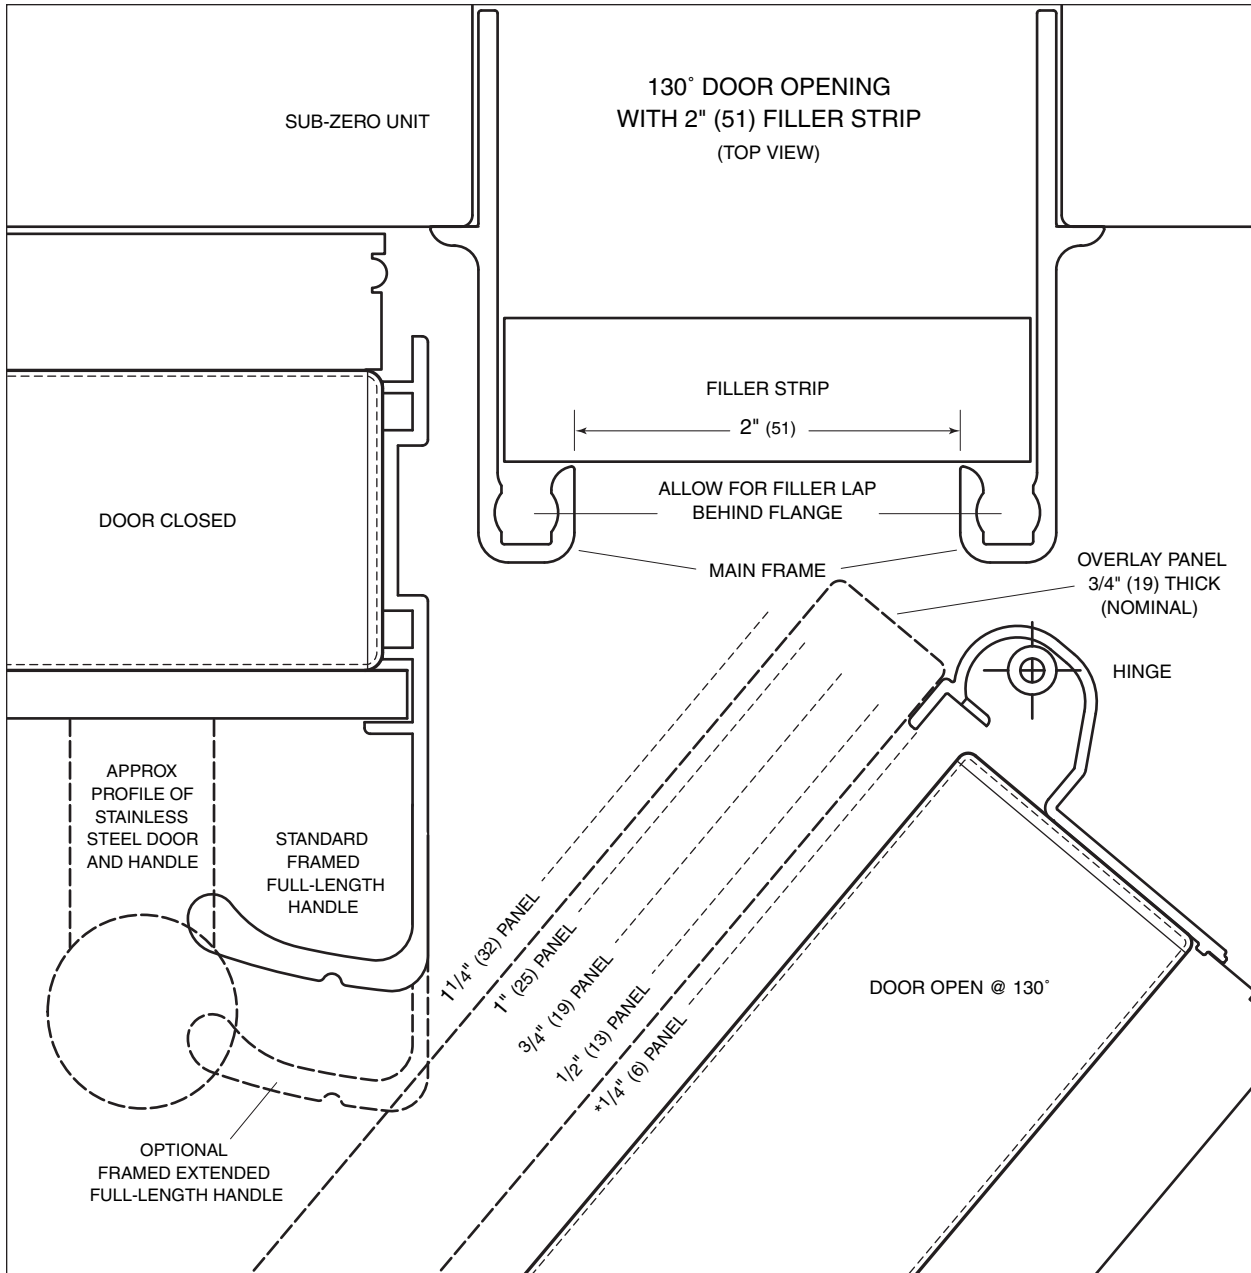 130˚ DOOR OPENING
WITH 2" (51) FILLER STRIP
(TOP VIEW)
SUB-ZERO UNIT
FILLER STRIP
2" (51)
ALLOW FOR FILLER LAP
BEHIND FLANGE
DOOR CLOSED
MAIN FRAME
OVERLAY PANEL
3/4" (19) THICK
(NOMINAL)
HINGE
APPROX
PROFILE OF
STAINLESS
STEEL DOOR
AND HANDLE
STANDARD
FRAMED
FULL-LENGTH
HANDLE
1 1/4" (32) PANEL
1" (25) PANEL
3/4" (19) PANEL
1/2" (13) PANEL
*1/4" (6) PANEL
DOOR OPEN @ 130˚
OPTIONAL
FRAMED EXTENDED
FULL-LENGTH HANDLE